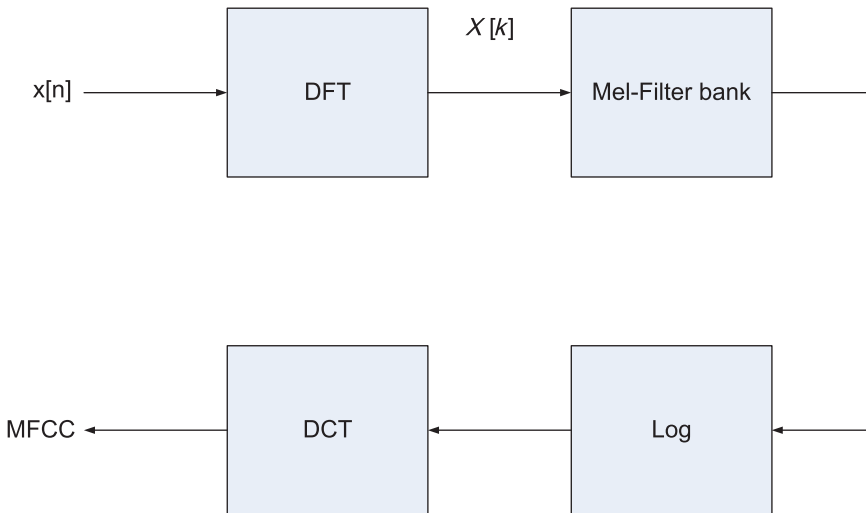 X [k]
x[n]
DFT
Mel-Filter bank
MFCC
DCT
Log